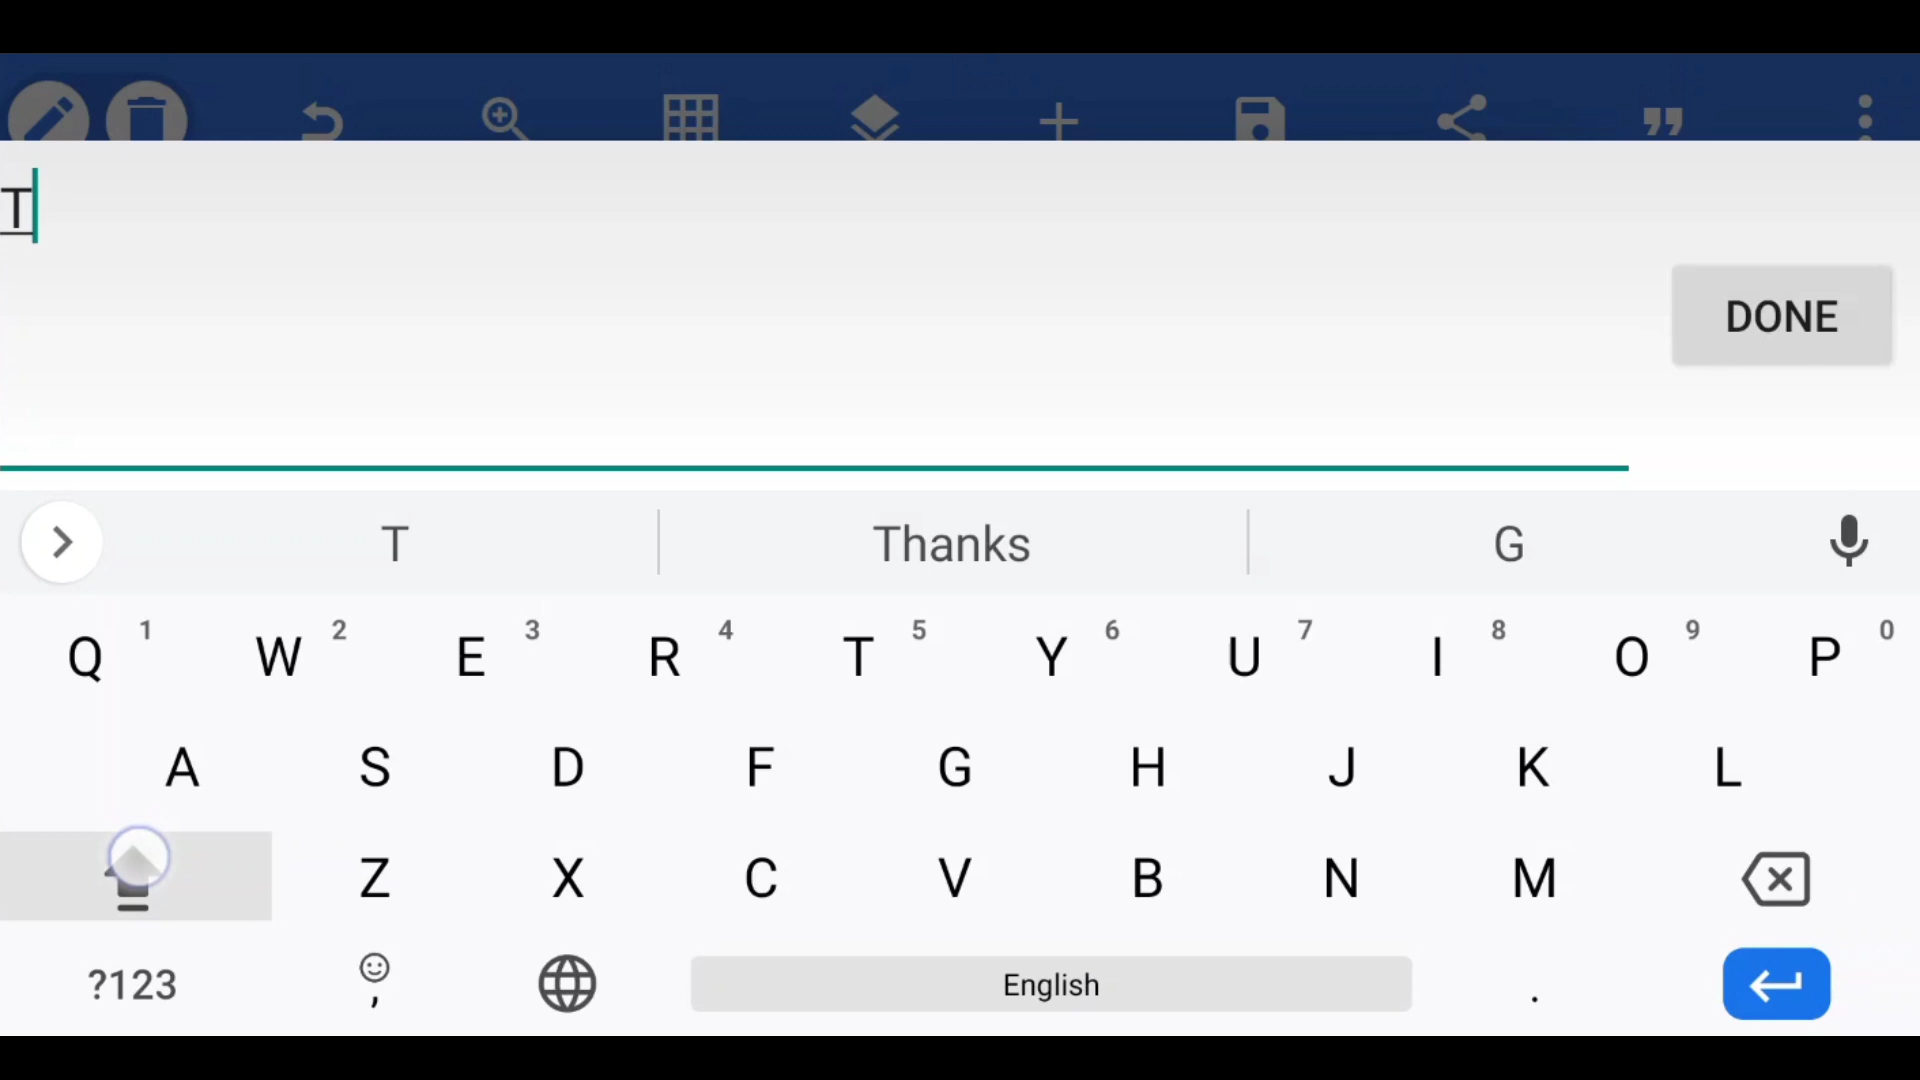 T
DONE
T Thanks G
Q 1 W 2 E 3 R 4 T 5 Y 6 U 7 I 8 O 9 P 0
A S D F G H J K L
Z X C V B N M
?123 , English .